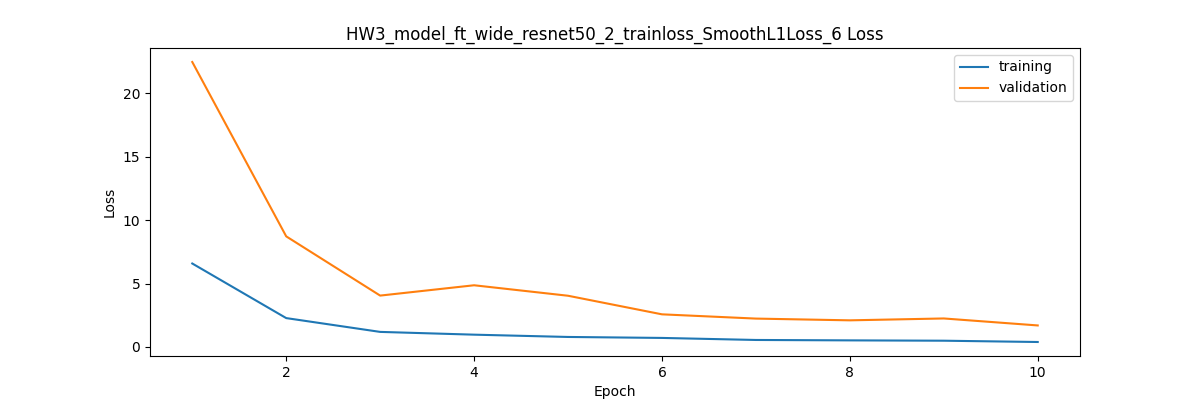 HW3_model_ft_wide_resnet50_2_trainloss_SmoothL1Loss_6 Loss
training
validation
20
15
10
5
0
Loss
2
4
6
8
10
Epoch